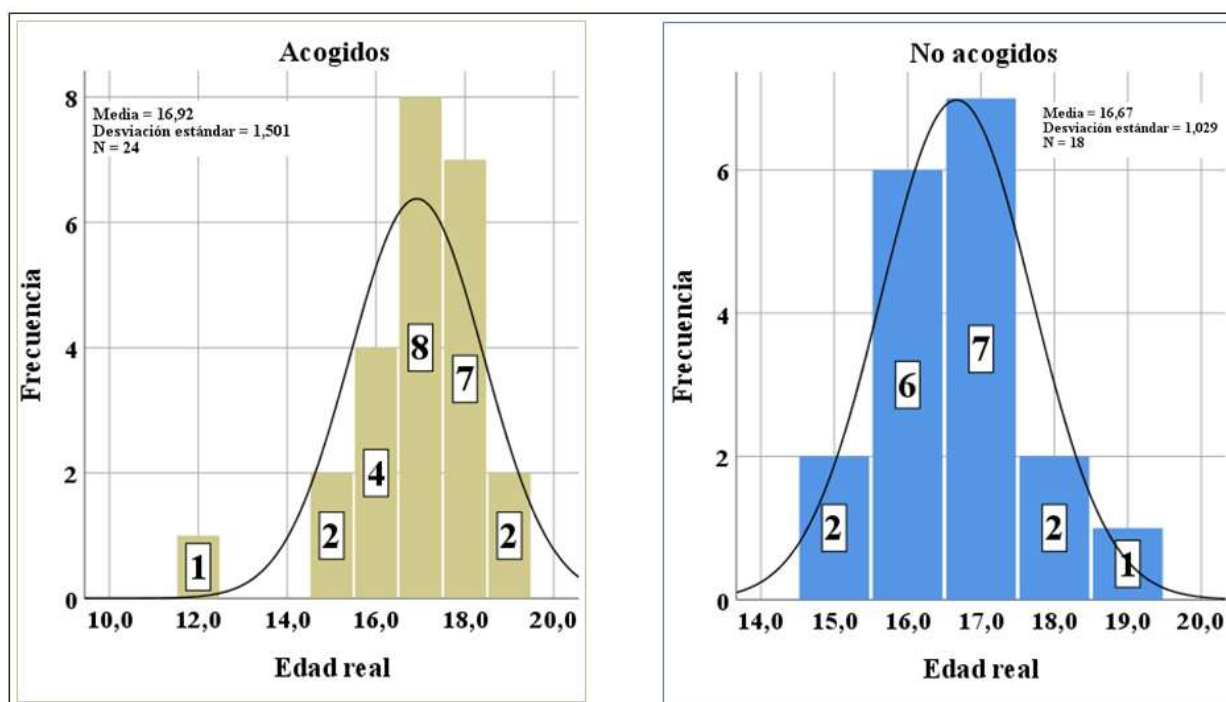 Acogidos
Media = 16,92
Desviación estándar = 1,501
N = 24
Frecuencia
8
6
4
2
0
1
2
4
8
7
2
10,0 12,0 14,0 16,0 18,0 20,0
Edad real
No acogidos
Media = 16,67
Desviación estándar = 1,029
N = 18
Frecuencia
6
4
2
0
2
6
7
2
1
14,0 15,0 16,0 17,0 18,0 19,0 20,0
Edad real